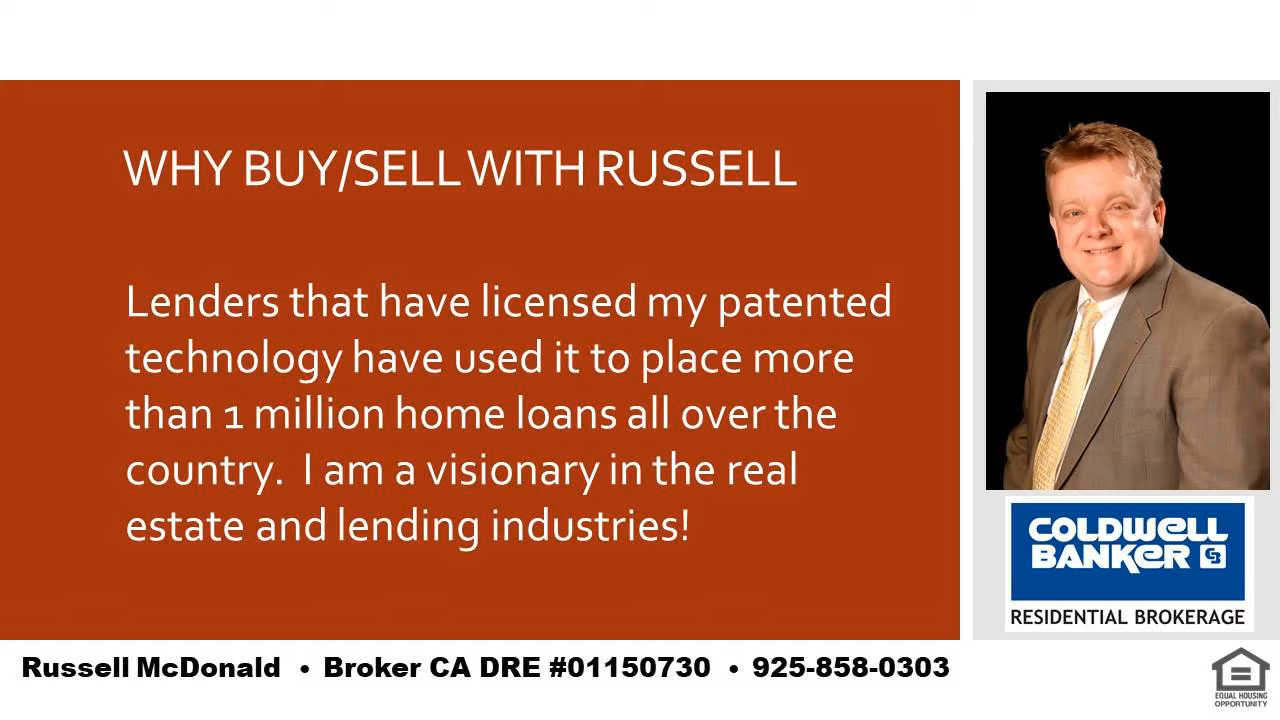 WHY BUY/SELL WITH RUSSELL
Lenders that have licensed my patented
technology have used it to place more
than 1 million home loans all over the
country.  I am a visionary in the real
estate and lending industries!
COLDWELL
BANKER CB
RESIDENTIAL BROKERAGE
Russell McDonald • Broker CA DRE #01150730 • 925-858-0303
EQUAL HOUSING
OPPORTUNITY